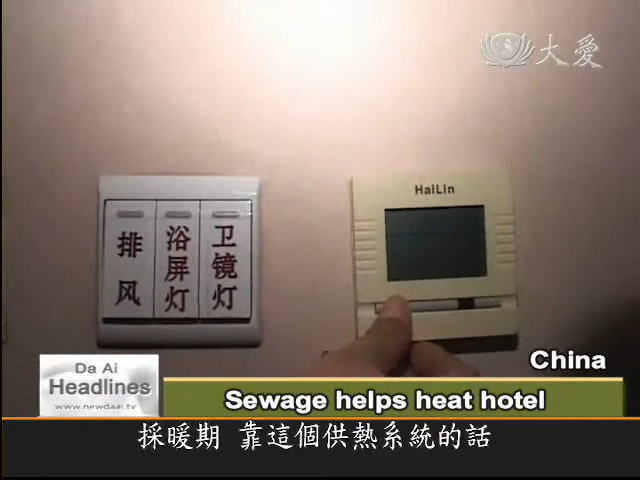 大愛
HaiLin
排风
浴屏灯
卫镜灯
China
Da Ai
Headlines
www.newdaai.tv
Sewage helps heat hotel
採暖期 靠這個供熱系統的話